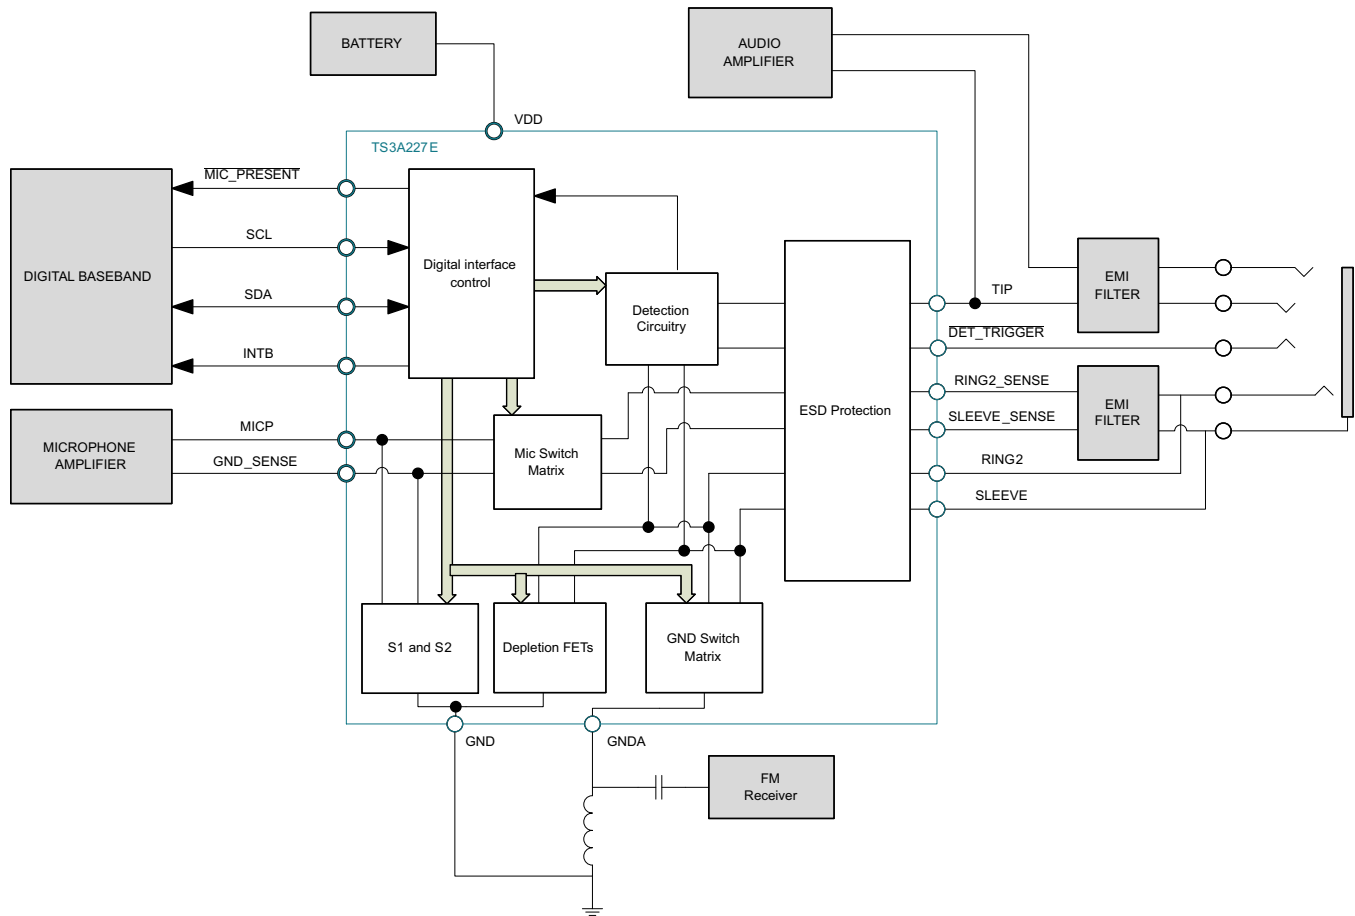 BATTERY
AUDIO
AMPLIFIER
VDD
TS3A227E
MIC_PRESENT
SCL
SDA
INTB
DIGITAL BASEBAND
Digital interface
control
Detection
Circuitry
ESD Protection
TIP
DET_TRIGGER
RING2_SENSE
SLEEVE_SENSE
RING2
SLEEVE
EMI
FILTER
EMI
FILTER
MICROPHONE
AMPLIFIER
MICP
GND_SENSE
Mic Switch
Matrix
S1 and S2
Depletion FETs
GND Switch
Matrix
GND
GNDA
FM
Receiver